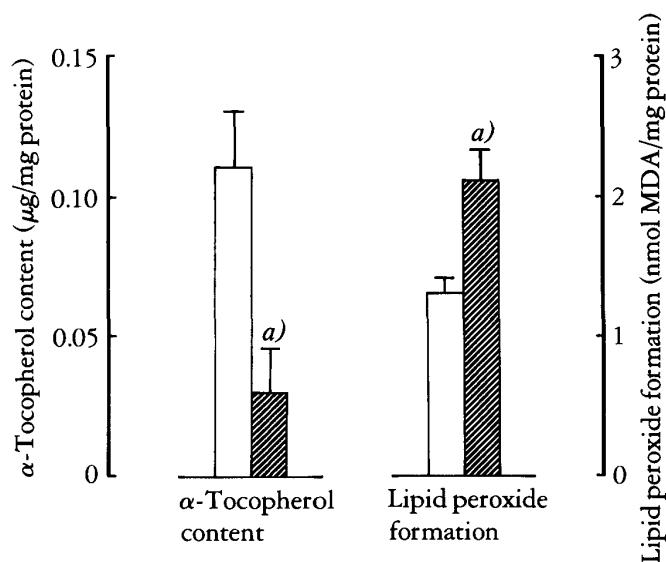 α-Tocopherol content (μg/mg protein)
0.15
0.10
0.05
0
a)
a)
3
2
1
0
Lipid peroxide formation (nmol MDA/mg protein)
α-Tocopherol
content
Lipid peroxide
formation